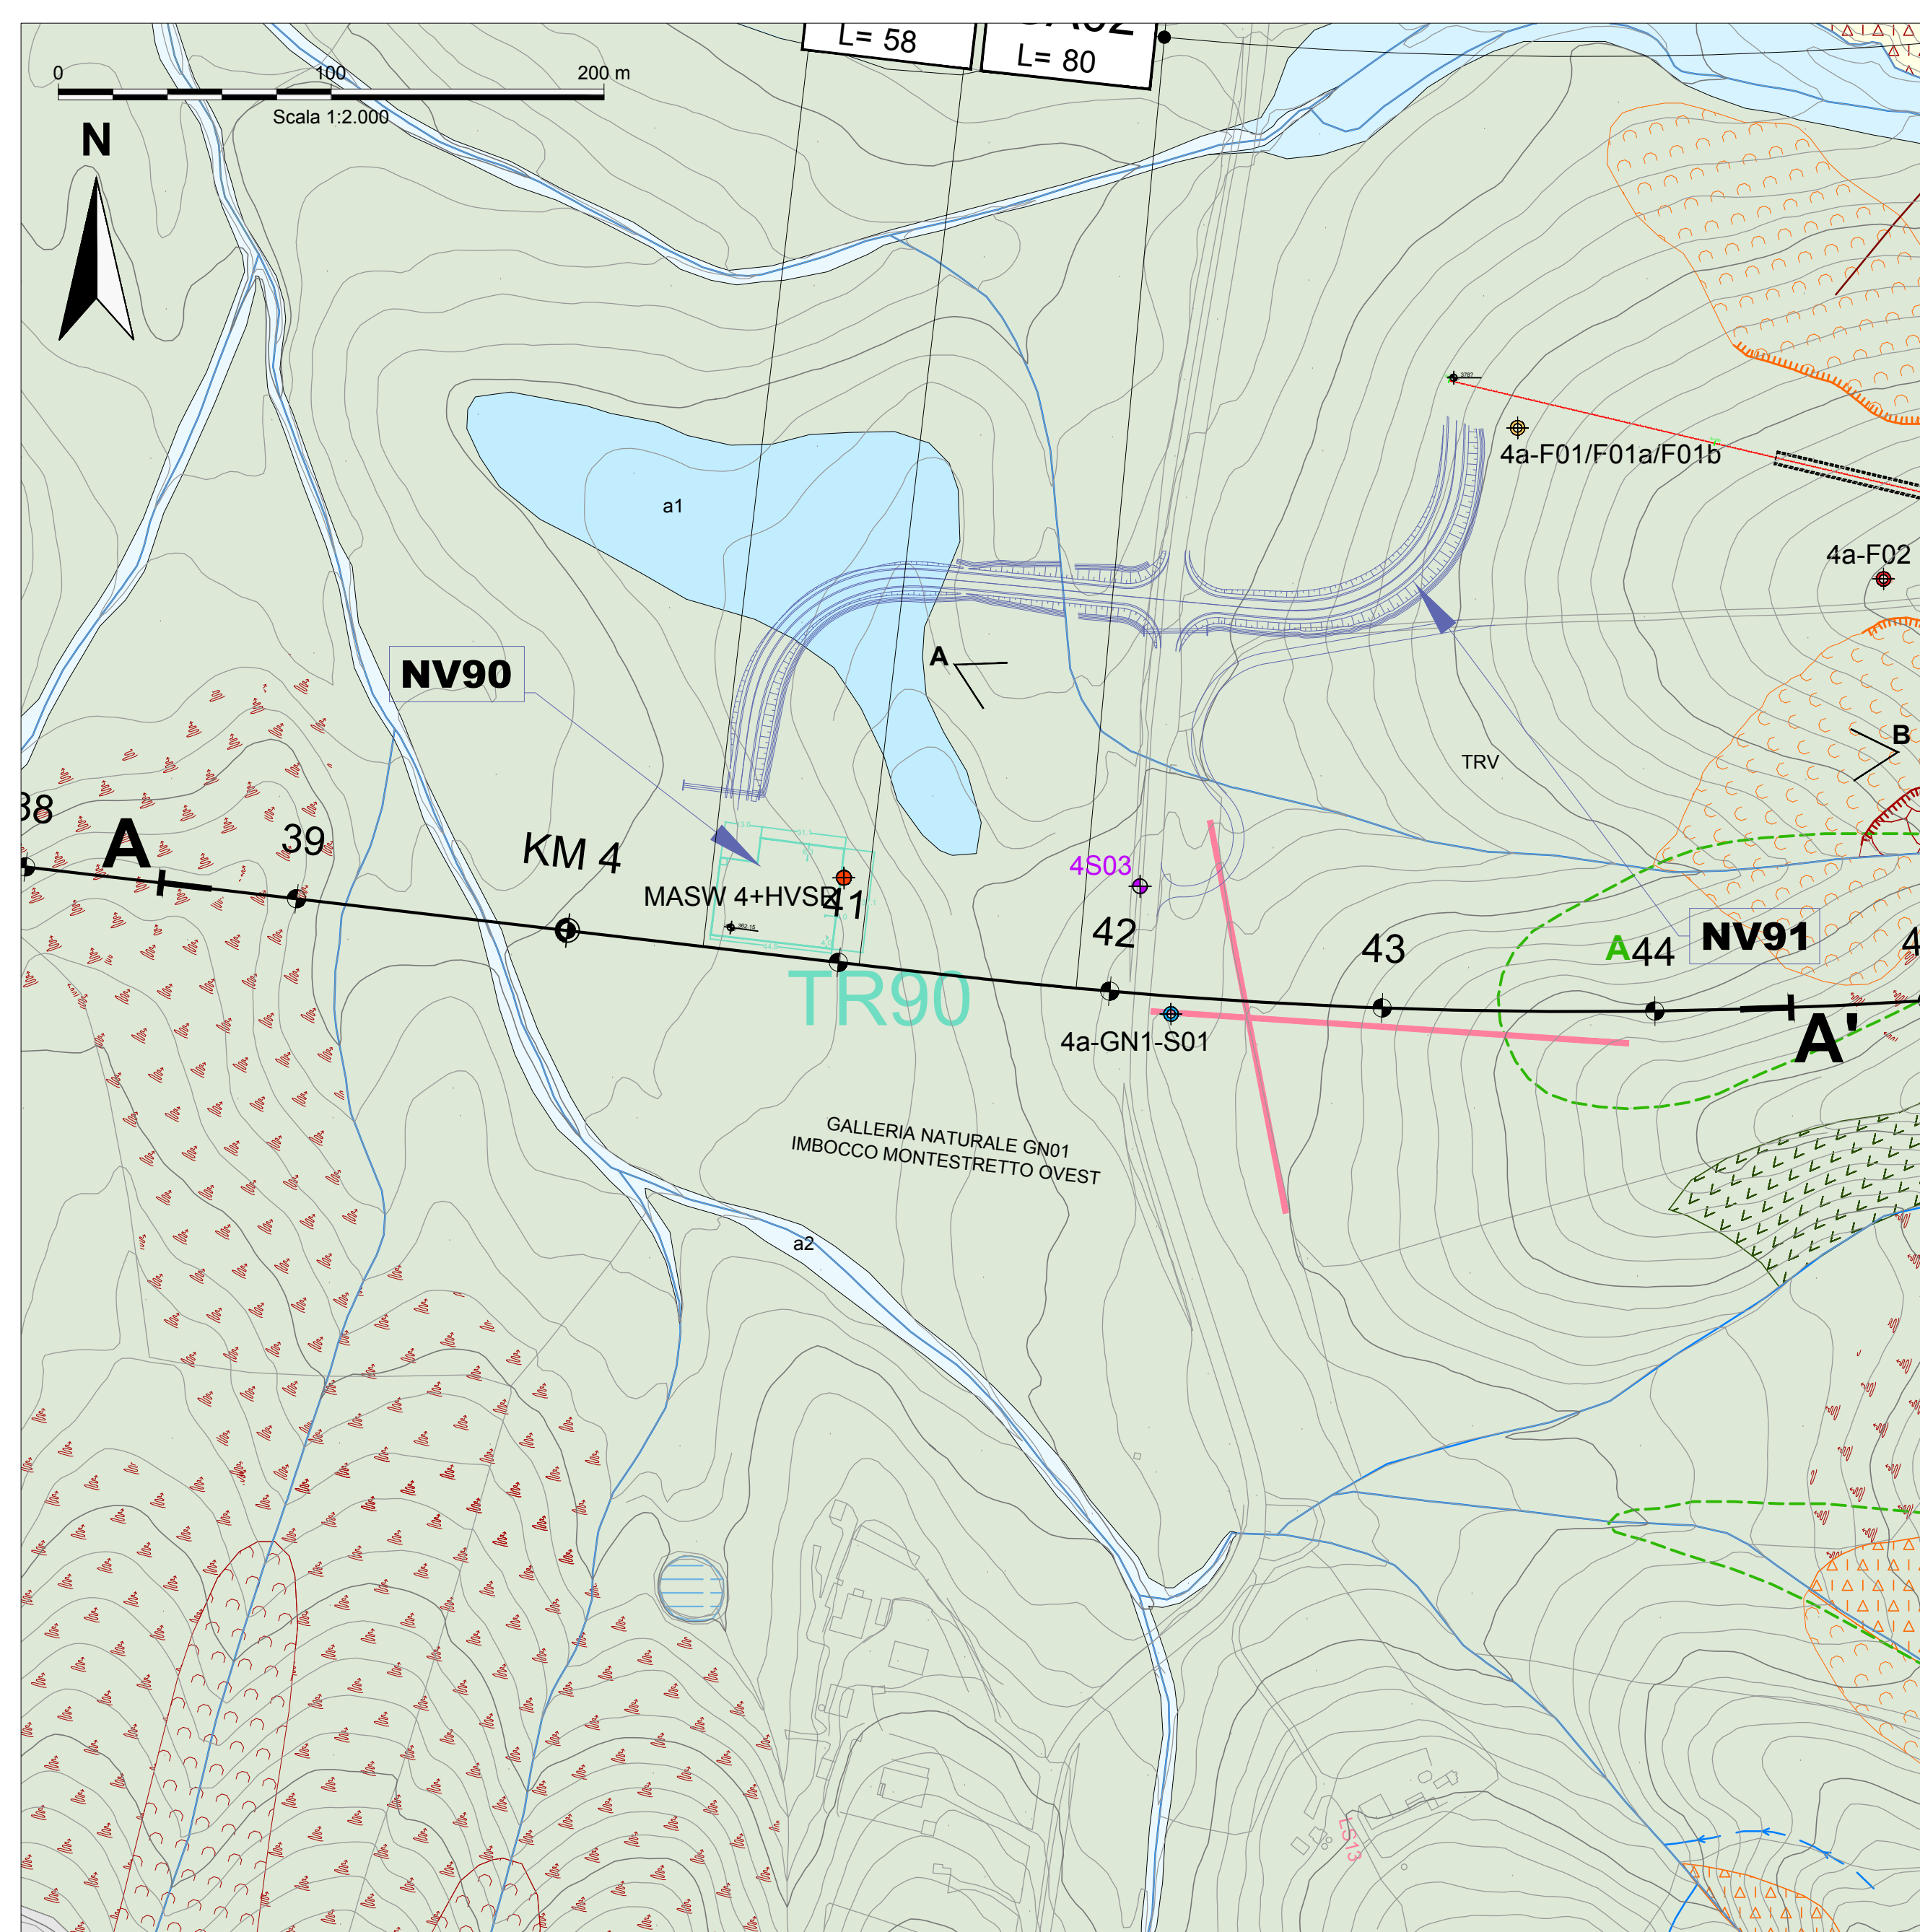 L= 58
L= 80
0 100 200 m
Scala 1:2.000
N
3787
4a-F01/F01a/F01b
a1
4a-F02
A
NV90
B
TRV
38
A
39
KM 4
4S03
MASW 4+HVSR
41
42
43
A
44
NV91
TR90
4a-GN1-S01
A'
GALLERIA NATURALE GN01
IMBOCCO MONTESTRETTO OVEST
a2
LS13